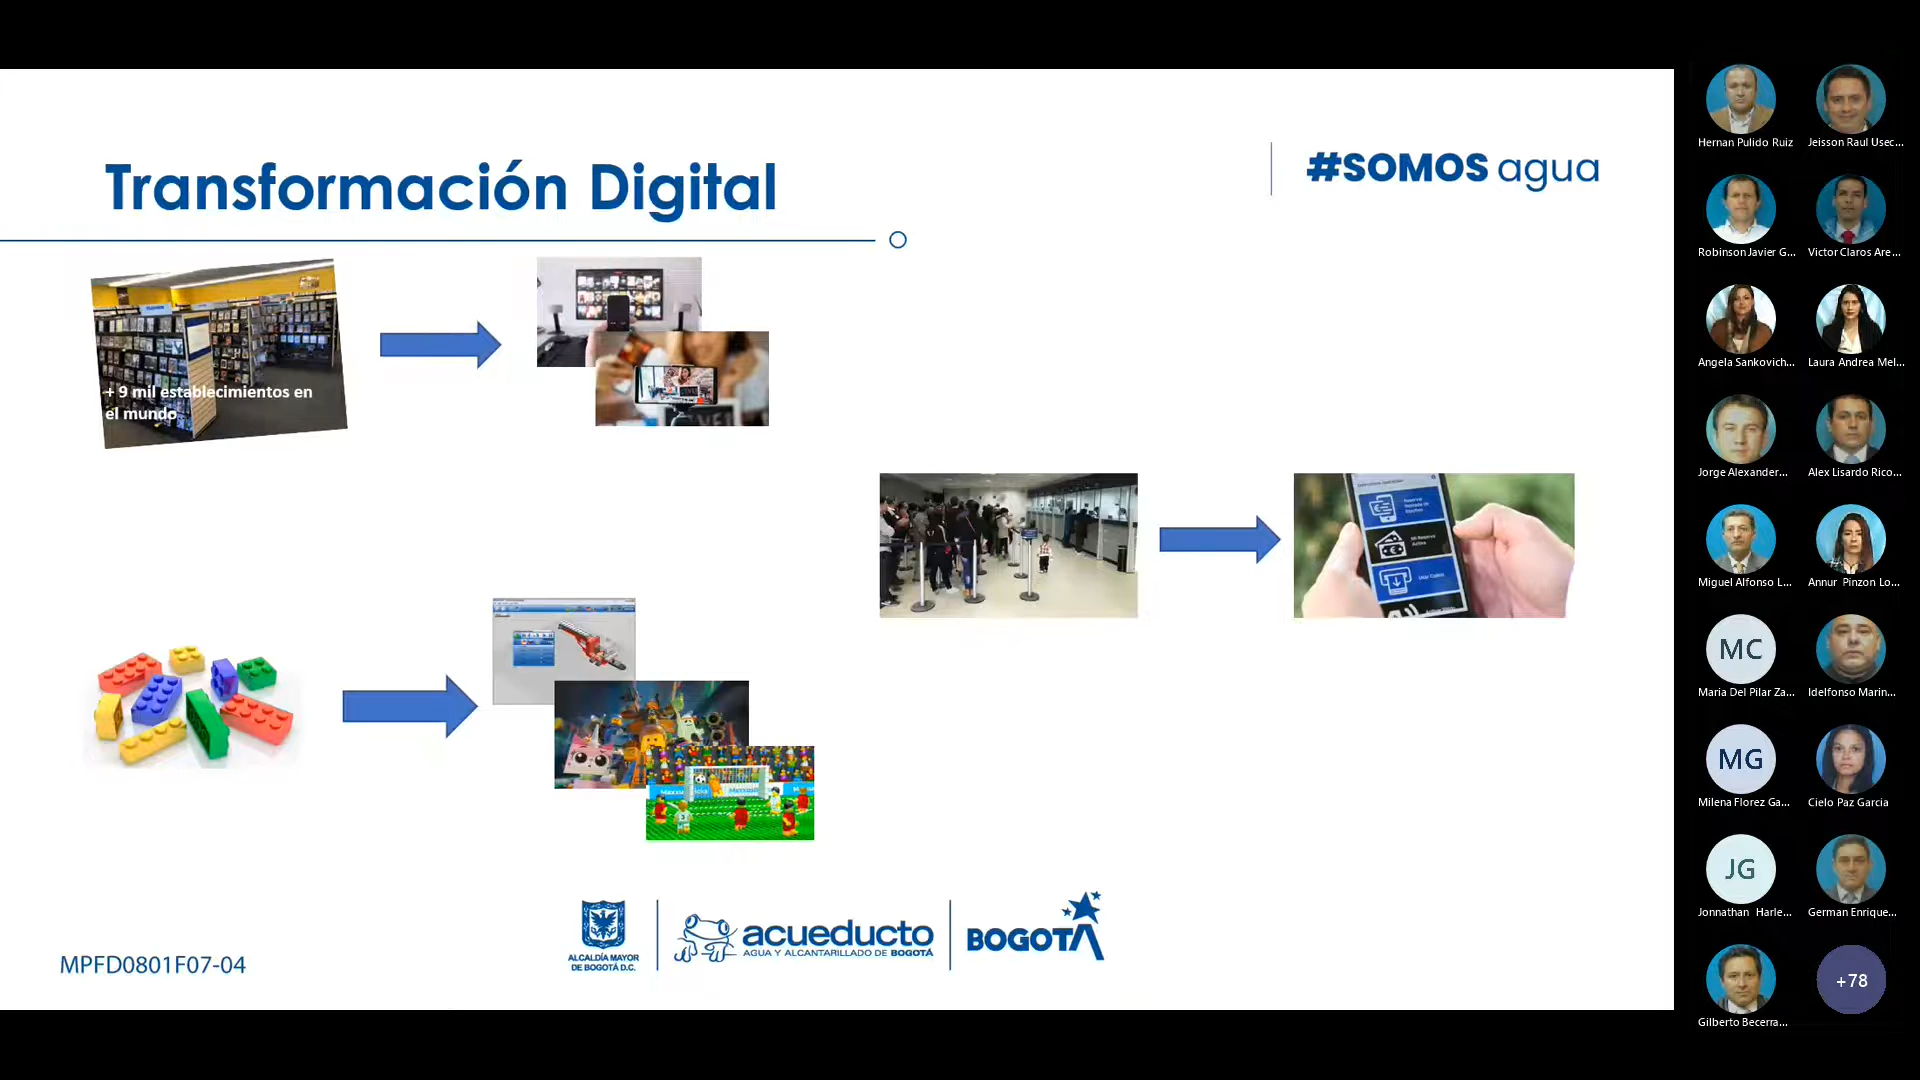 Transformación Digital
#SOMOS agua
+ 9 mil establecimientos en
el mundo
MPFD0801F07-04
ALCALDÍA MAYOR
DE BOGOTÁ D.C.
acueducto
AGUA Y ALCANTARILLADO DE BOGOTÁ
BOGOTÁ
Hernan Pulido Ruiz
Jeisson Raul Usec...
Robinson Javier G...
Victor Claros Are...
Angela Sankovich...
Laura Andrea Mel...
Jorge Alexander...
Alex Lisardo Rico...
Miguel Alfonso L...
Annur Pinzon Lo...
MC
Maria Del Pilar Za...
Idelfonso Marin...
MG
Milena Florez Ga...
Cielo Paz Garcia
JG
Jonnathan Harle...
German Enrique...
Gilberto Becerra...
+78